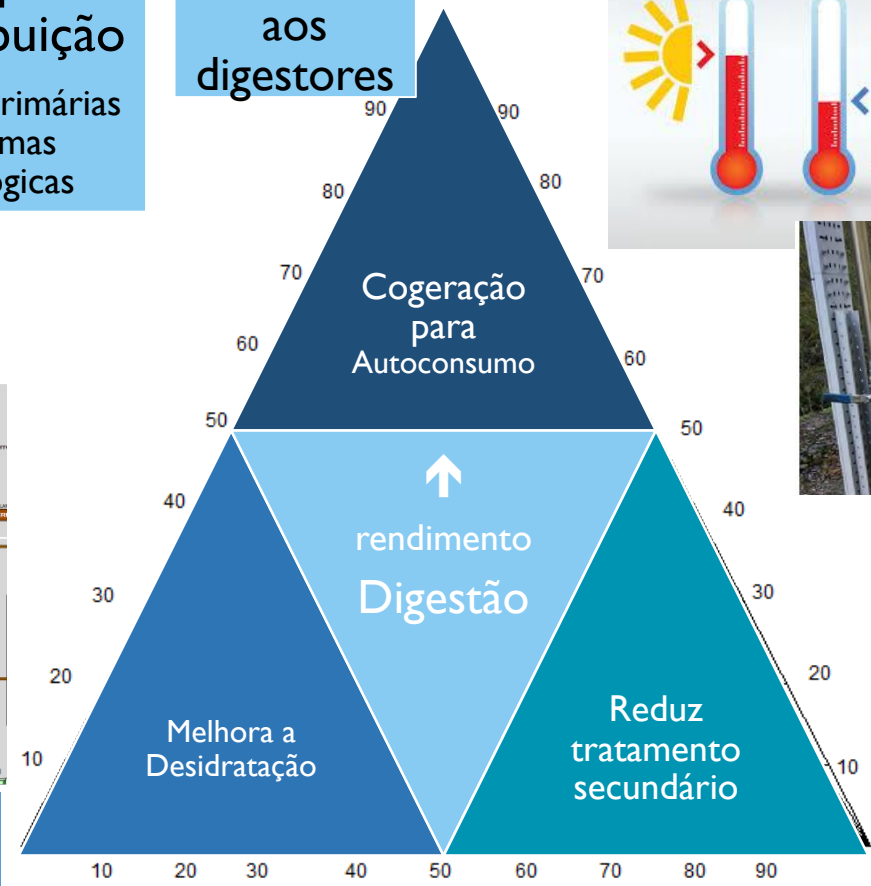 aos
digestores
90
90
80
80
70
70
60
60
50
50
40
40
30
30
20
20
10
10
Cogeração
para
Autoconsumo
rendimento
Digestão
Melhora a
Desidratação
Reduz
tratamento
secundário
10 20 30 40 50 60 70 80 90